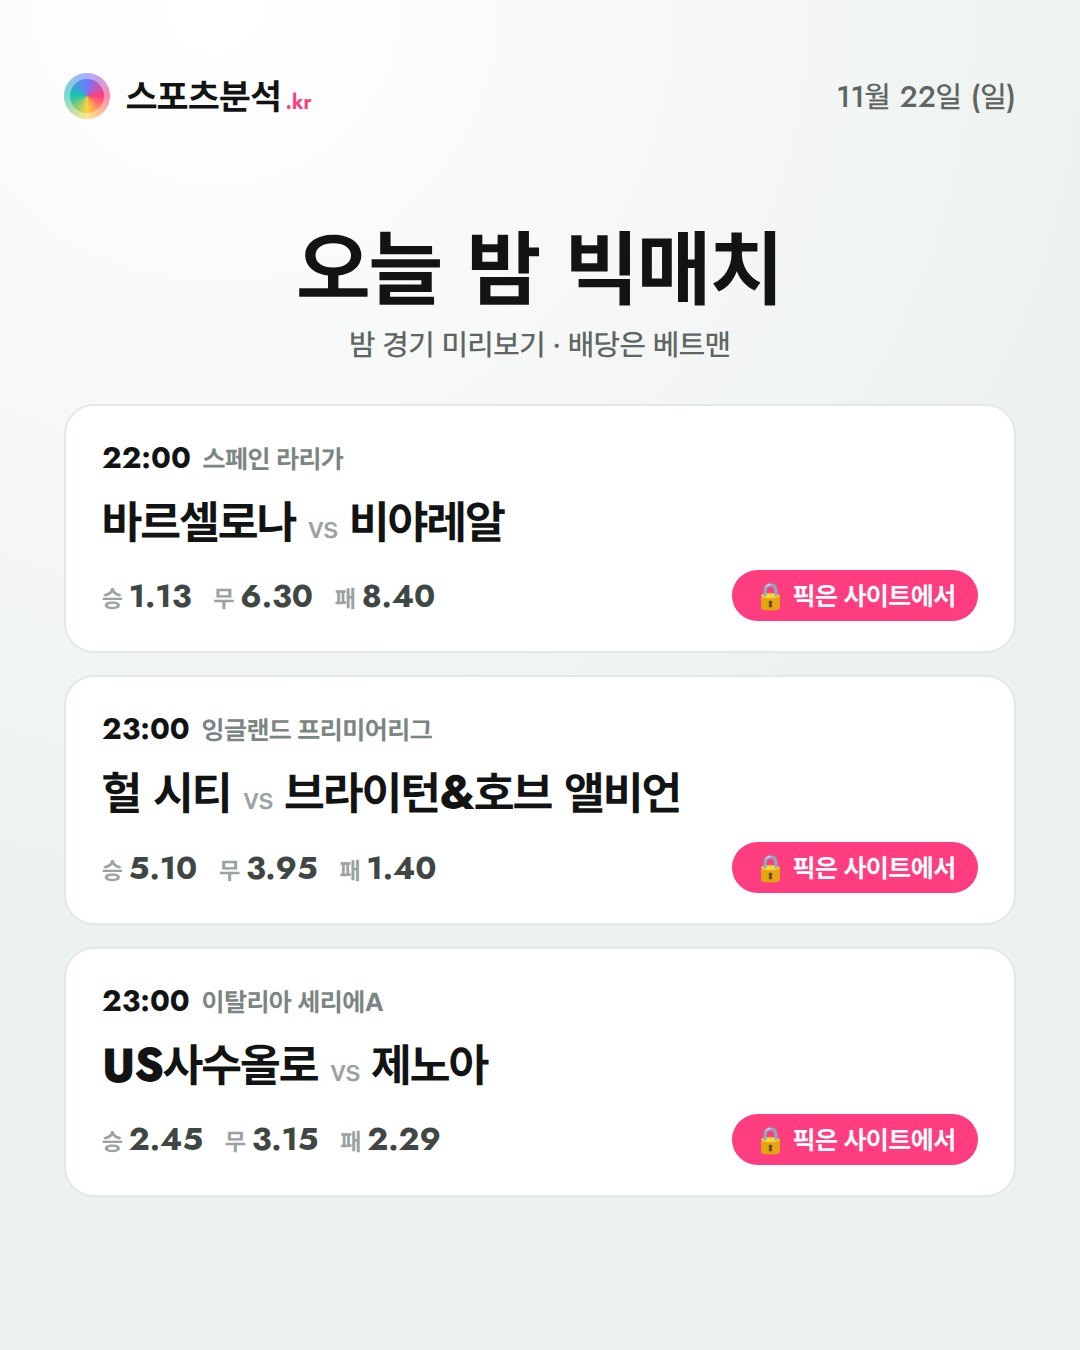 스포츠분석.kr
11월 22일 (일)
오늘 밤 빅매치
밤 경기 미리보기 · 배당은 베트맨
22:00 스페인 라리가
바르셀로나 vs 비야레알
승 1.13 무 6.30 패 8.40
🔒 픽은 사이트에서
23:00 잉글랜드 프리미어리그
헐 시티 vs 브라이턴&호브 앨비언
승 5.10 무 3.95 패 1.40
🔒 픽은 사이트에서
23:00 이탈리아 세리에A
US사수올로 vs 제노아
승 2.45 무 3.15 패 2.29
🔒 픽은 사이트에서